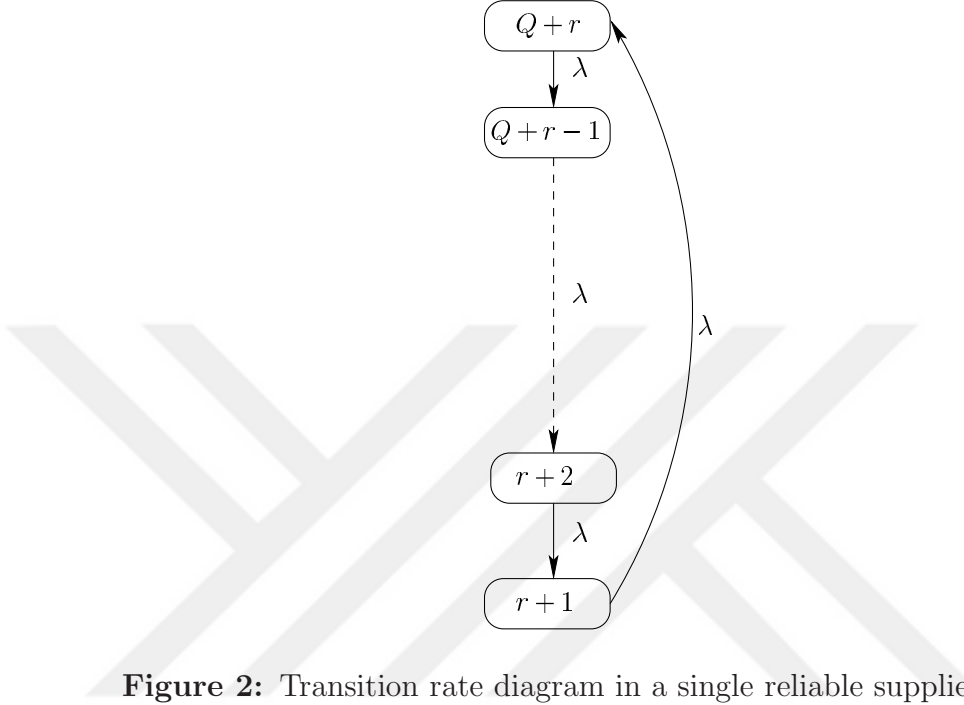 Q + r
λ
Q + r − 1
λ
λ
r + 2
λ
r + 1
Figure 2: Transition rate diagram in a single reliable supplie